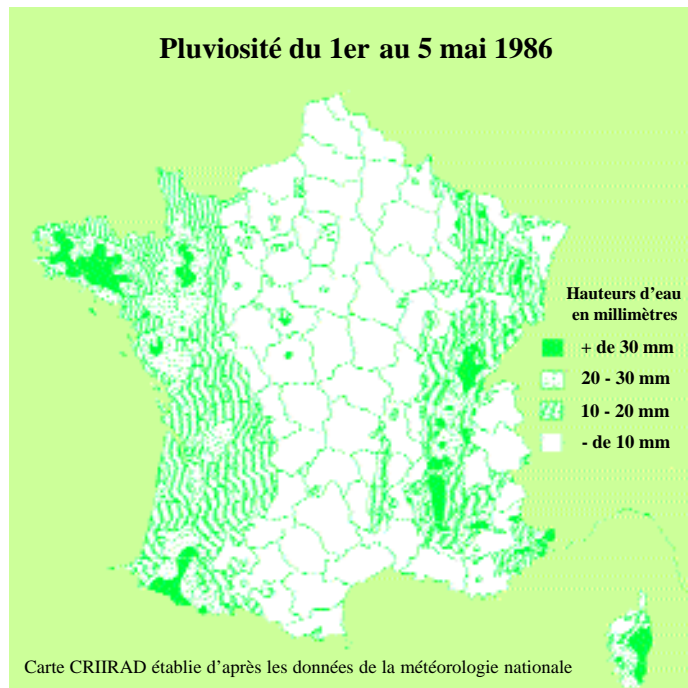 Pluviosité du 1er au 5 mai 1986
Hauteurs d'eau
en millimètres
+ de 30 mm
20 - 30 mm
10 - 20 mm
- de 10 mm
Carte CRIIRAD établie d'après les données de la météorologie nationale